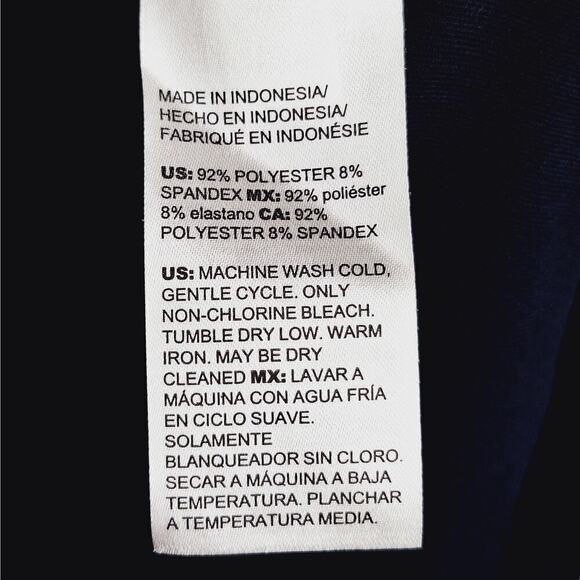 MADE IN INDONESIA/
HECHO EN INDONESIA/
FABRIQUÉ EN INDONÉSIE
US: 92% POLYESTER 8%
SPANDEX MX: 92% poliéster
8% elastano CA: 92%
POLYESTER 8% SPANDEX
US: MACHINE WASH COLD,
GENTLE CYCLE. ONLY
NON-CHLORINE BLEACH.
TUMBLE DRY LOW. WARM
IRON. MAY BE DRY
CLEANED MX: LAVAR A
MÁQUINA CON AGUA FRÍA
EN CICLO SUAVE.
SOLAMENTE
BLANQUEADOR SIN CLORO.
SECAR A MÁQUINA A BAJA
TEMPERATURA. PLANCHAR
A TEMPERATURA MEDIA.